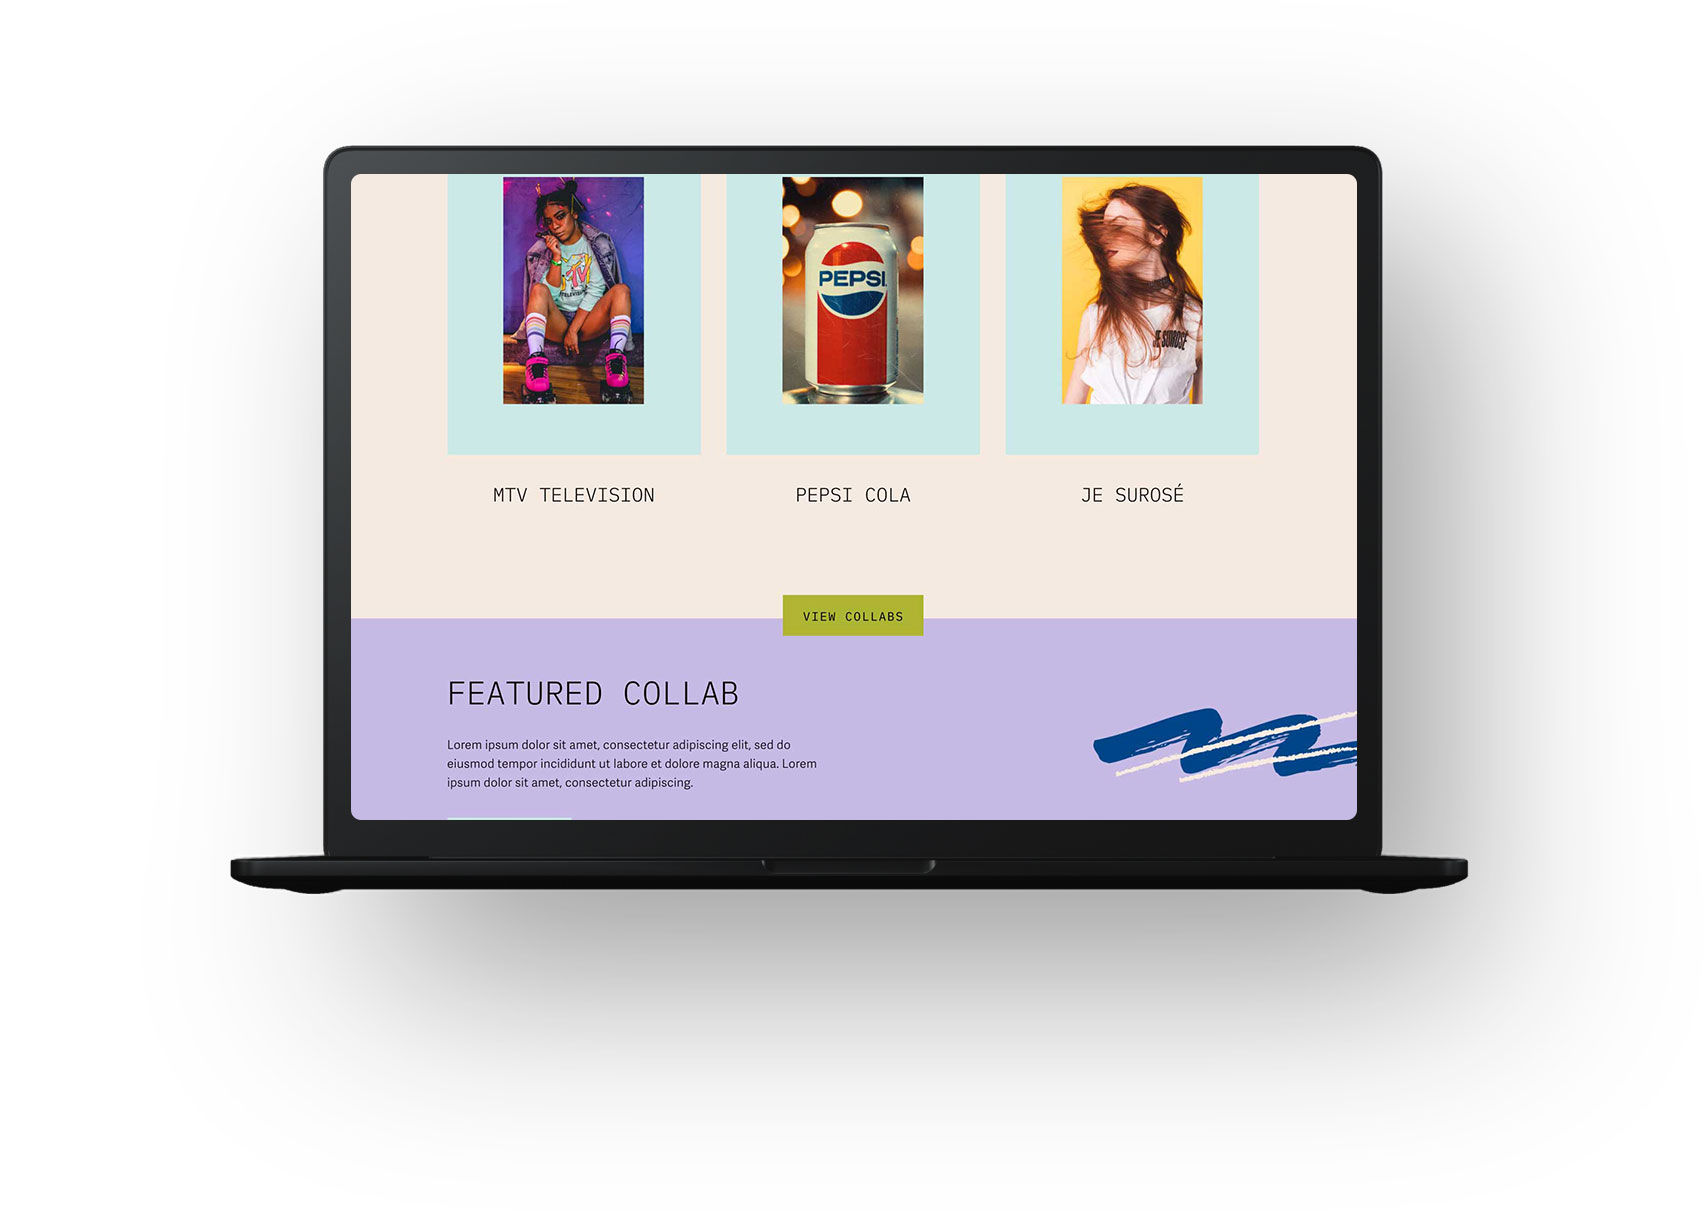 MTV
TELEVISION
PEPSI
JE SUROSÉ
MTV TELEVISION
PEPSI COLA
JE SUROSÉ
VIEW COLLABS
FEATURED COLLAB
Lorem ipsum dolor sit amet, consectetur adipiscing elit, sed do
eiusmod tempor incididunt ut labore et dolore magna aliqua. Lorem
ipsum dolor sit amet, consectetur adipiscing.